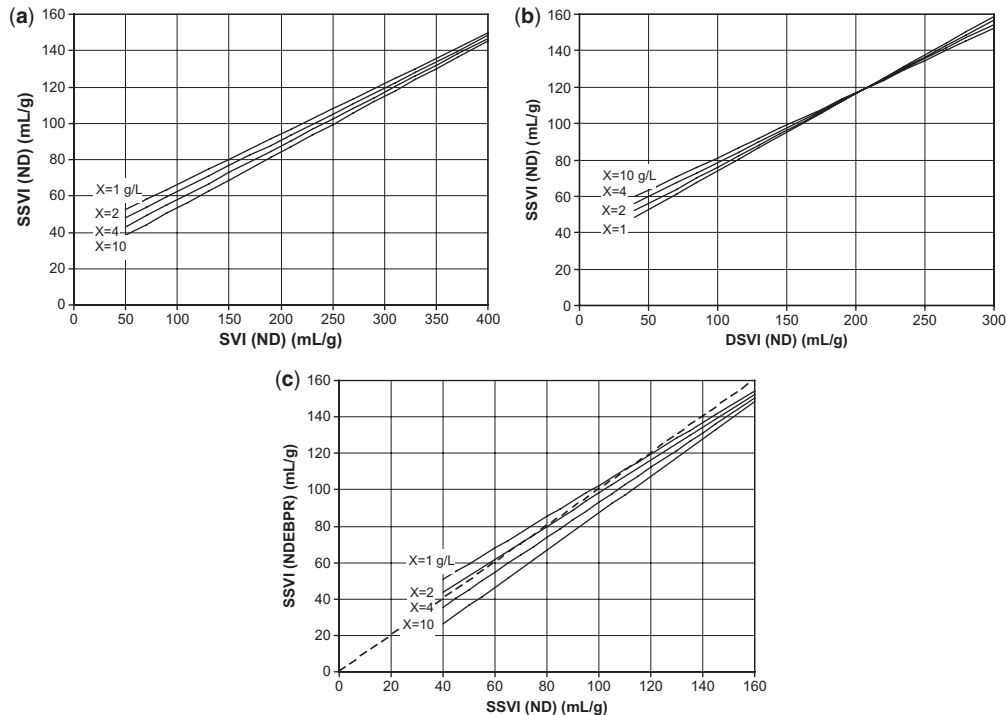 (a)
160
140
120
100
80
60
40
20
0
SSVI (ND) (mL/g)
X=1 g/L
X=2
X=4
X=10
0 50 100 150 200 250 300 350 400
SVI (ND) (mL/g)
(b)
160
140
120
100
80
60
40
20
0
SSVI (ND) (mL/g)
X=10 g/L
X=4
X=2
X=1
0 50 100 150 200 250 300
DSVI (ND) (mL/g)
(c)
160
140
120
100
80
60
40
20
0
SSVI (NDEBPR) (mL/g)
X=1 g/L
X=2
X=4
X=10
0 20 40 60 80 100 120 140 160
SSVI (ND) (mL/g)